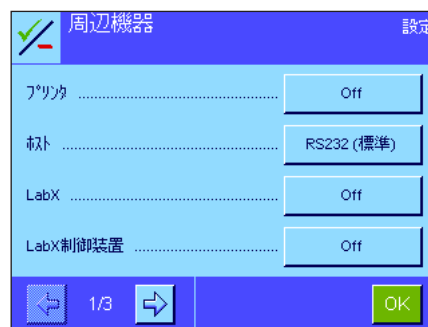 周辺機器
設定
ﾌﾟﾘﾝﾀ ........................................ Off
ﾎｽﾄ ........................................... RS232 (標準)
LabX .......................................... Off
LabX制御装置 ............................. Off
1/3
OK